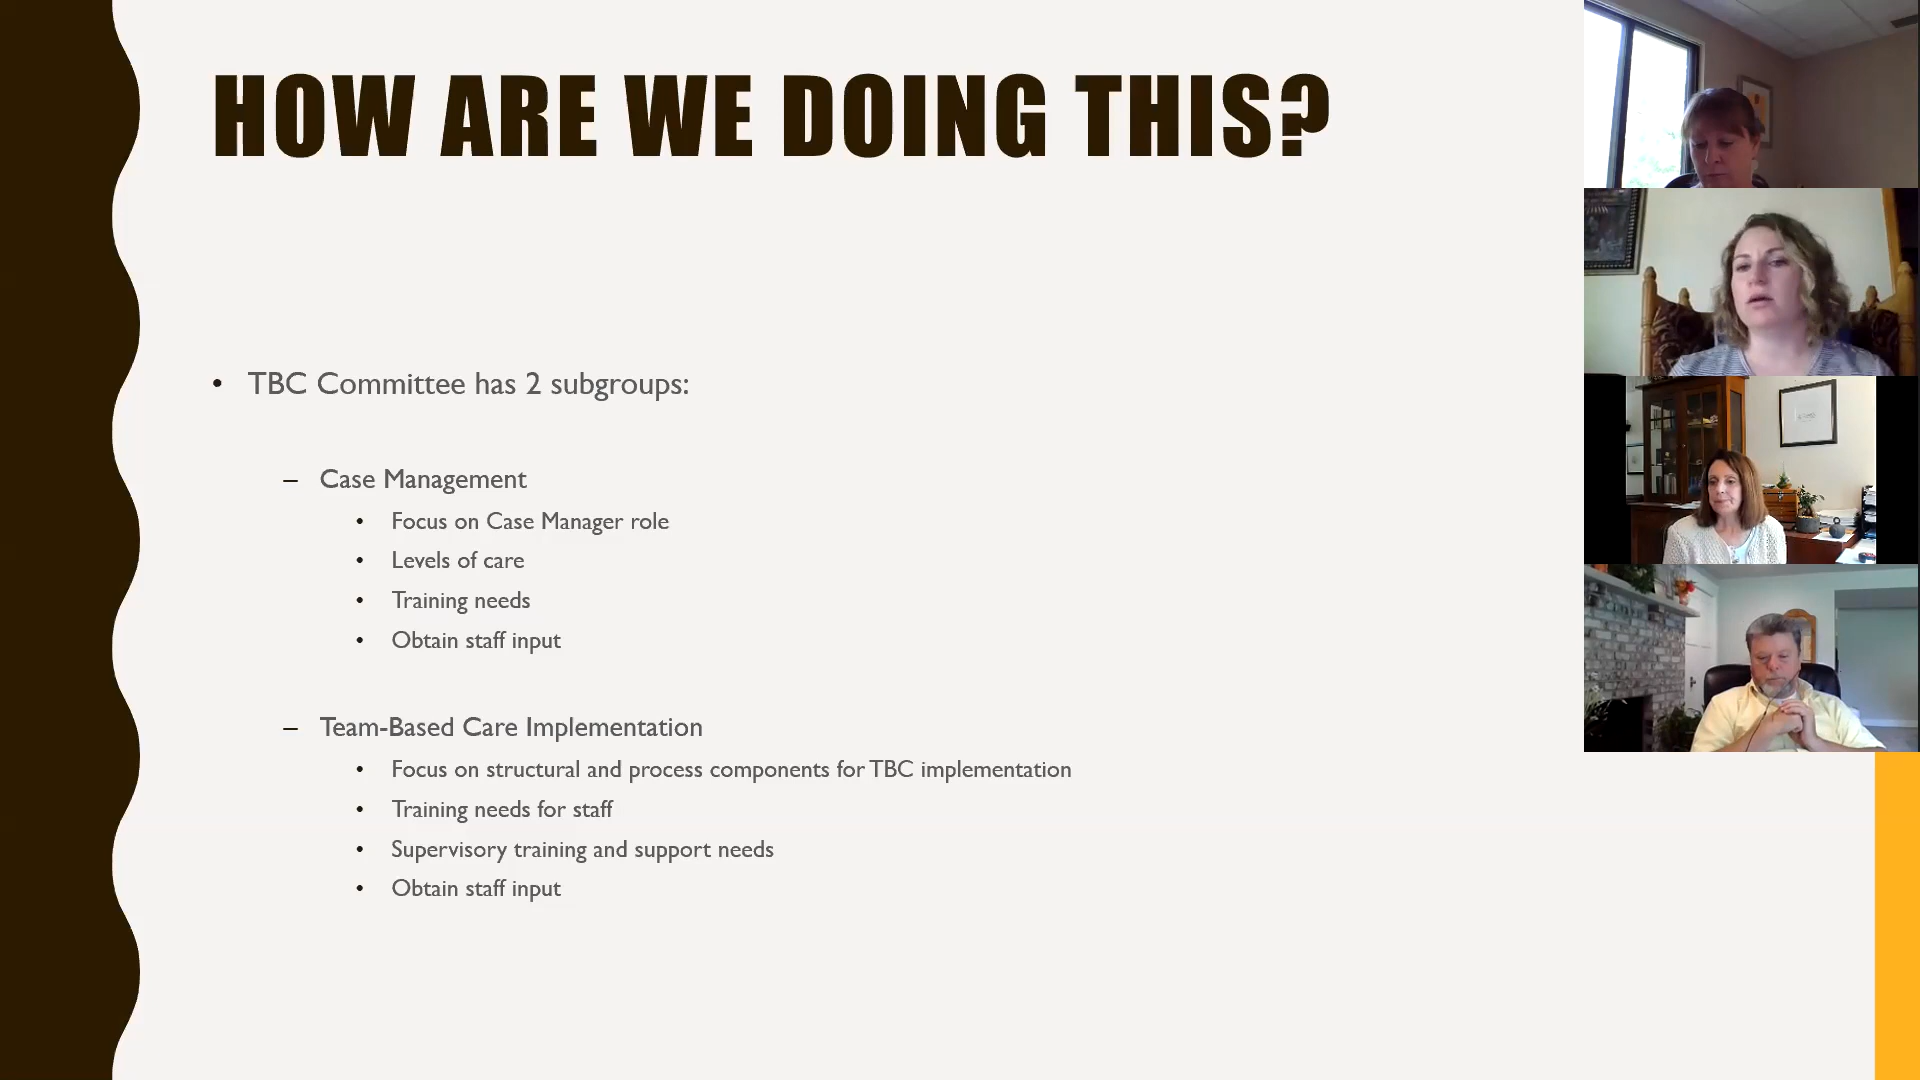 HOW ARE WE DOING THIS?
• TBC Committee has 2 subgroups:
– Case Management
• Focus on Case Manager role
• Levels of care
• Training needs
• Obtain staff input
– Team-Based Care Implementation
• Focus on structural and process components for TBC implementation
• Training needs for staff
• Supervisory training and support needs
• Obtain staff input